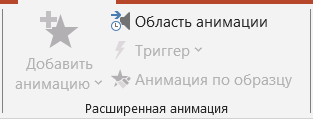 Добавить
анимацию
Область анимации
Триггер
Анимация по образцу
Расширенная анимация